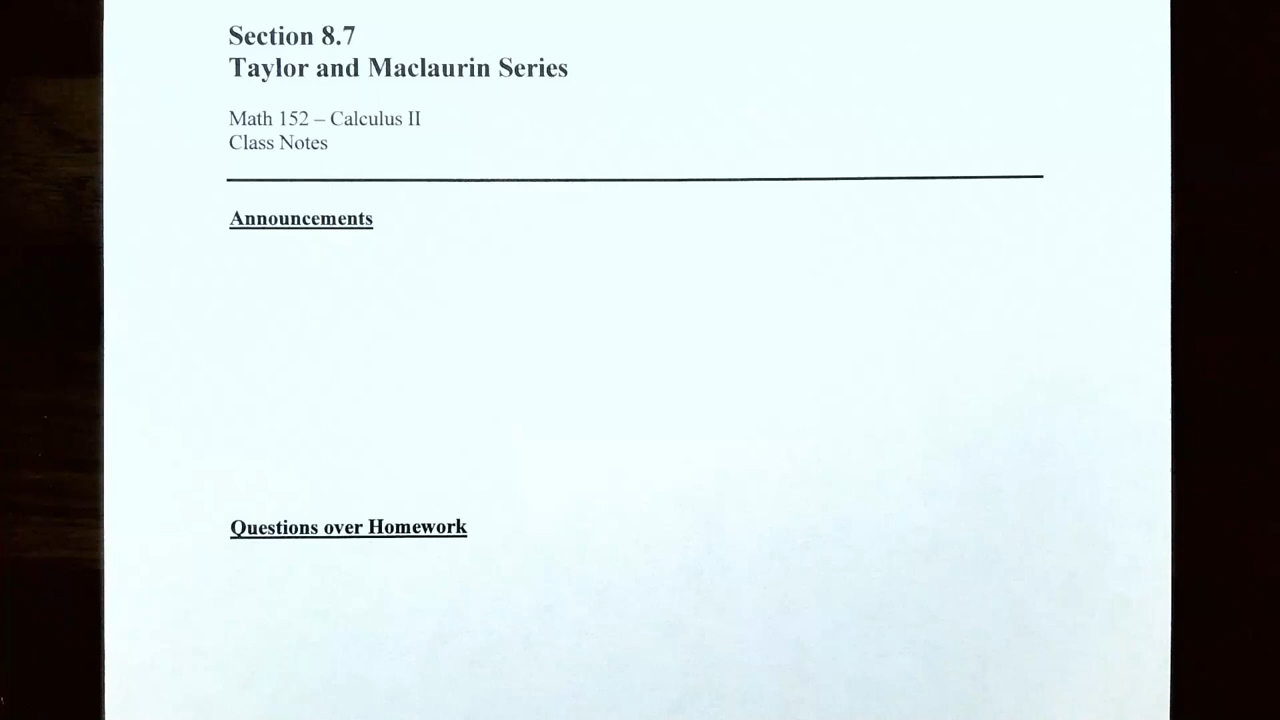 Section 8.7
Taylor and Maclaurin Series
Math 152 – Calculus II
Class Notes
Announcements
Questions over Homework